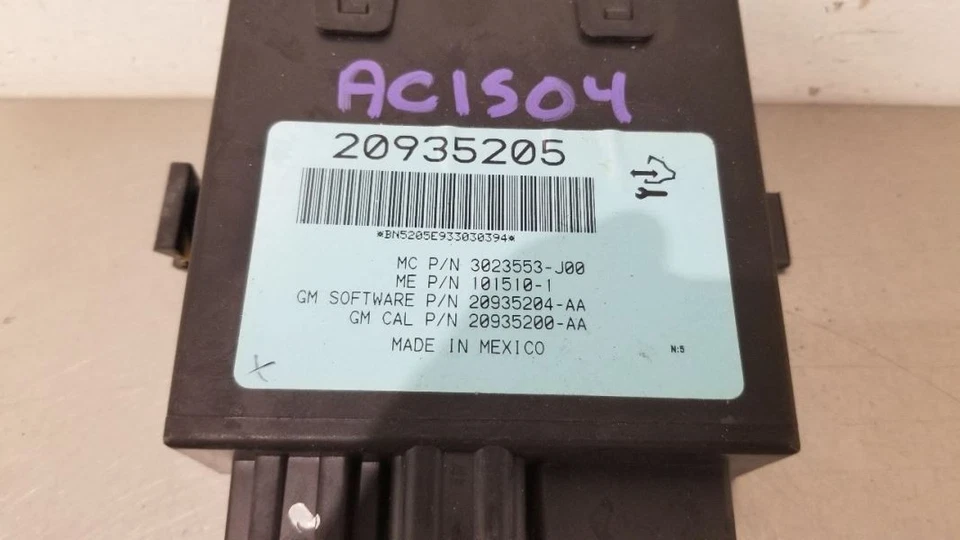 AC1S04
20935205
*BN5205E933030394*
MC P/N 3023553-J00
ME P/N 101510-1
GM SOFTWARE P/N 20935204-AA
GM CAL P/N 20935200-AA
MADE IN MEXICO
N:5
X